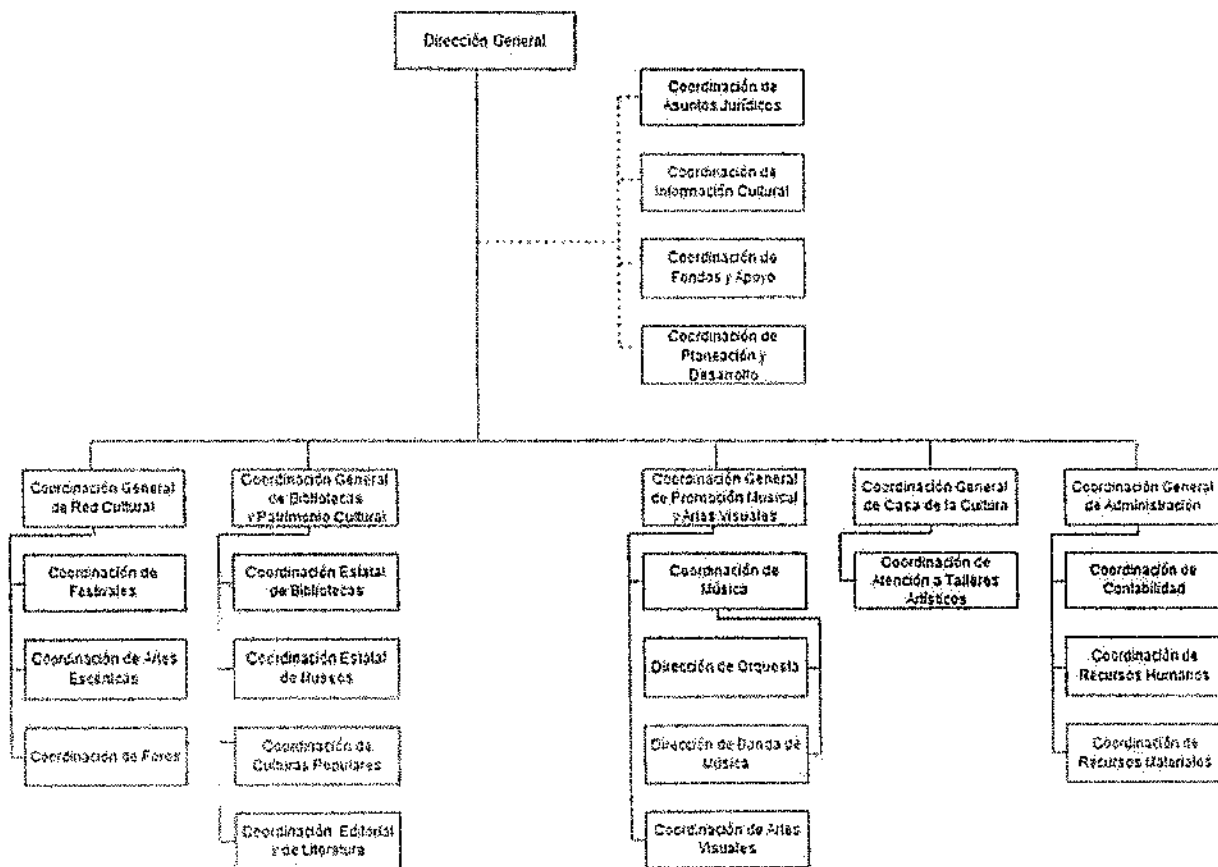 Dirección General
Coordinación de
Asuntos Jurídicos
Coordinación de
Información Cultural
Coordinación de
Fondos y Apoyo
Coordinación de
Planeación y
Desarrollo
Coordinación General
de Red Cultural
Coordinación General
de Bibliotecas
y Patrimonio Cultural
Coordinación General
de Promoción Musical
y Artes Visuales
Coordinación General
de Casa de la Cultura
Coordinación General
de Administración
Coordinación de
Festivales
Coordinación de Artes
Escénicas
Coordinación de Foros
Coordinación Estatal
de Bibliotecas
Coordinación Estatal
de Museos
Coordinación de
Culturas Populares
Coordinación Editorial
y de Literatura
Coordinación de
Música
Dirección de Orquesta
Dirección de Banda de
Música
Coordinación de Artes
Visuales
Coordinación de
Atención a Talleres
Artísticos
Coordinación de
Contabilidad
Coordinación de
Recursos Humanos
Coordinación de
Recursos Materiales